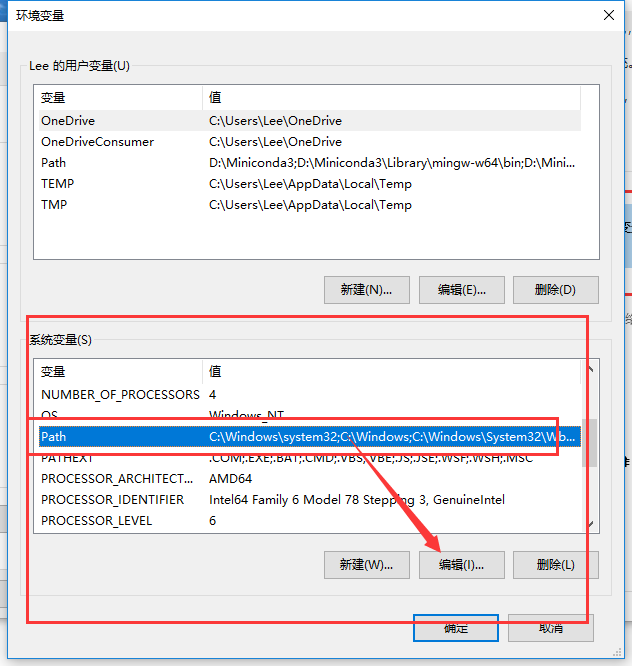 环境变量
Lee 的用户变量(U)
变量 值
OneDrive C:\Users\Lee\OneDrive
OneDriveConsumer C:\Users\Lee\OneDrive
Path D:\Miniconda3;D:\Miniconda3\Library\mingw-w64\bin;D:\Mini...
TEMP C:\Users\Lee\AppData\Local\Temp
TMP C:\Users\Lee\AppData\Local\Temp
新建(N)... 编辑(E)... 删除(D)
系统变量(S)
变量 值
NUMBER_OF_PROCESSORS 4
OS Windows_NT
Path C:\Windows\system32;C:\Windows;C:\Windows\System32\Wb...
PATHEXT .COM;.EXE;.BAT;.CMD;.VBS;.VBE;.JS;.JSE;.WSF;.WSH;.MSC
PROCESSOR_ARCHITECT... AMD64
PROCESSOR_IDENTIFIER Intel64 Family 6 Model 78 Stepping 3, GenuineIntel
PROCESSOR_LEVEL 6
新建(W)... 编辑(I)... 删除(L)
确定 取消